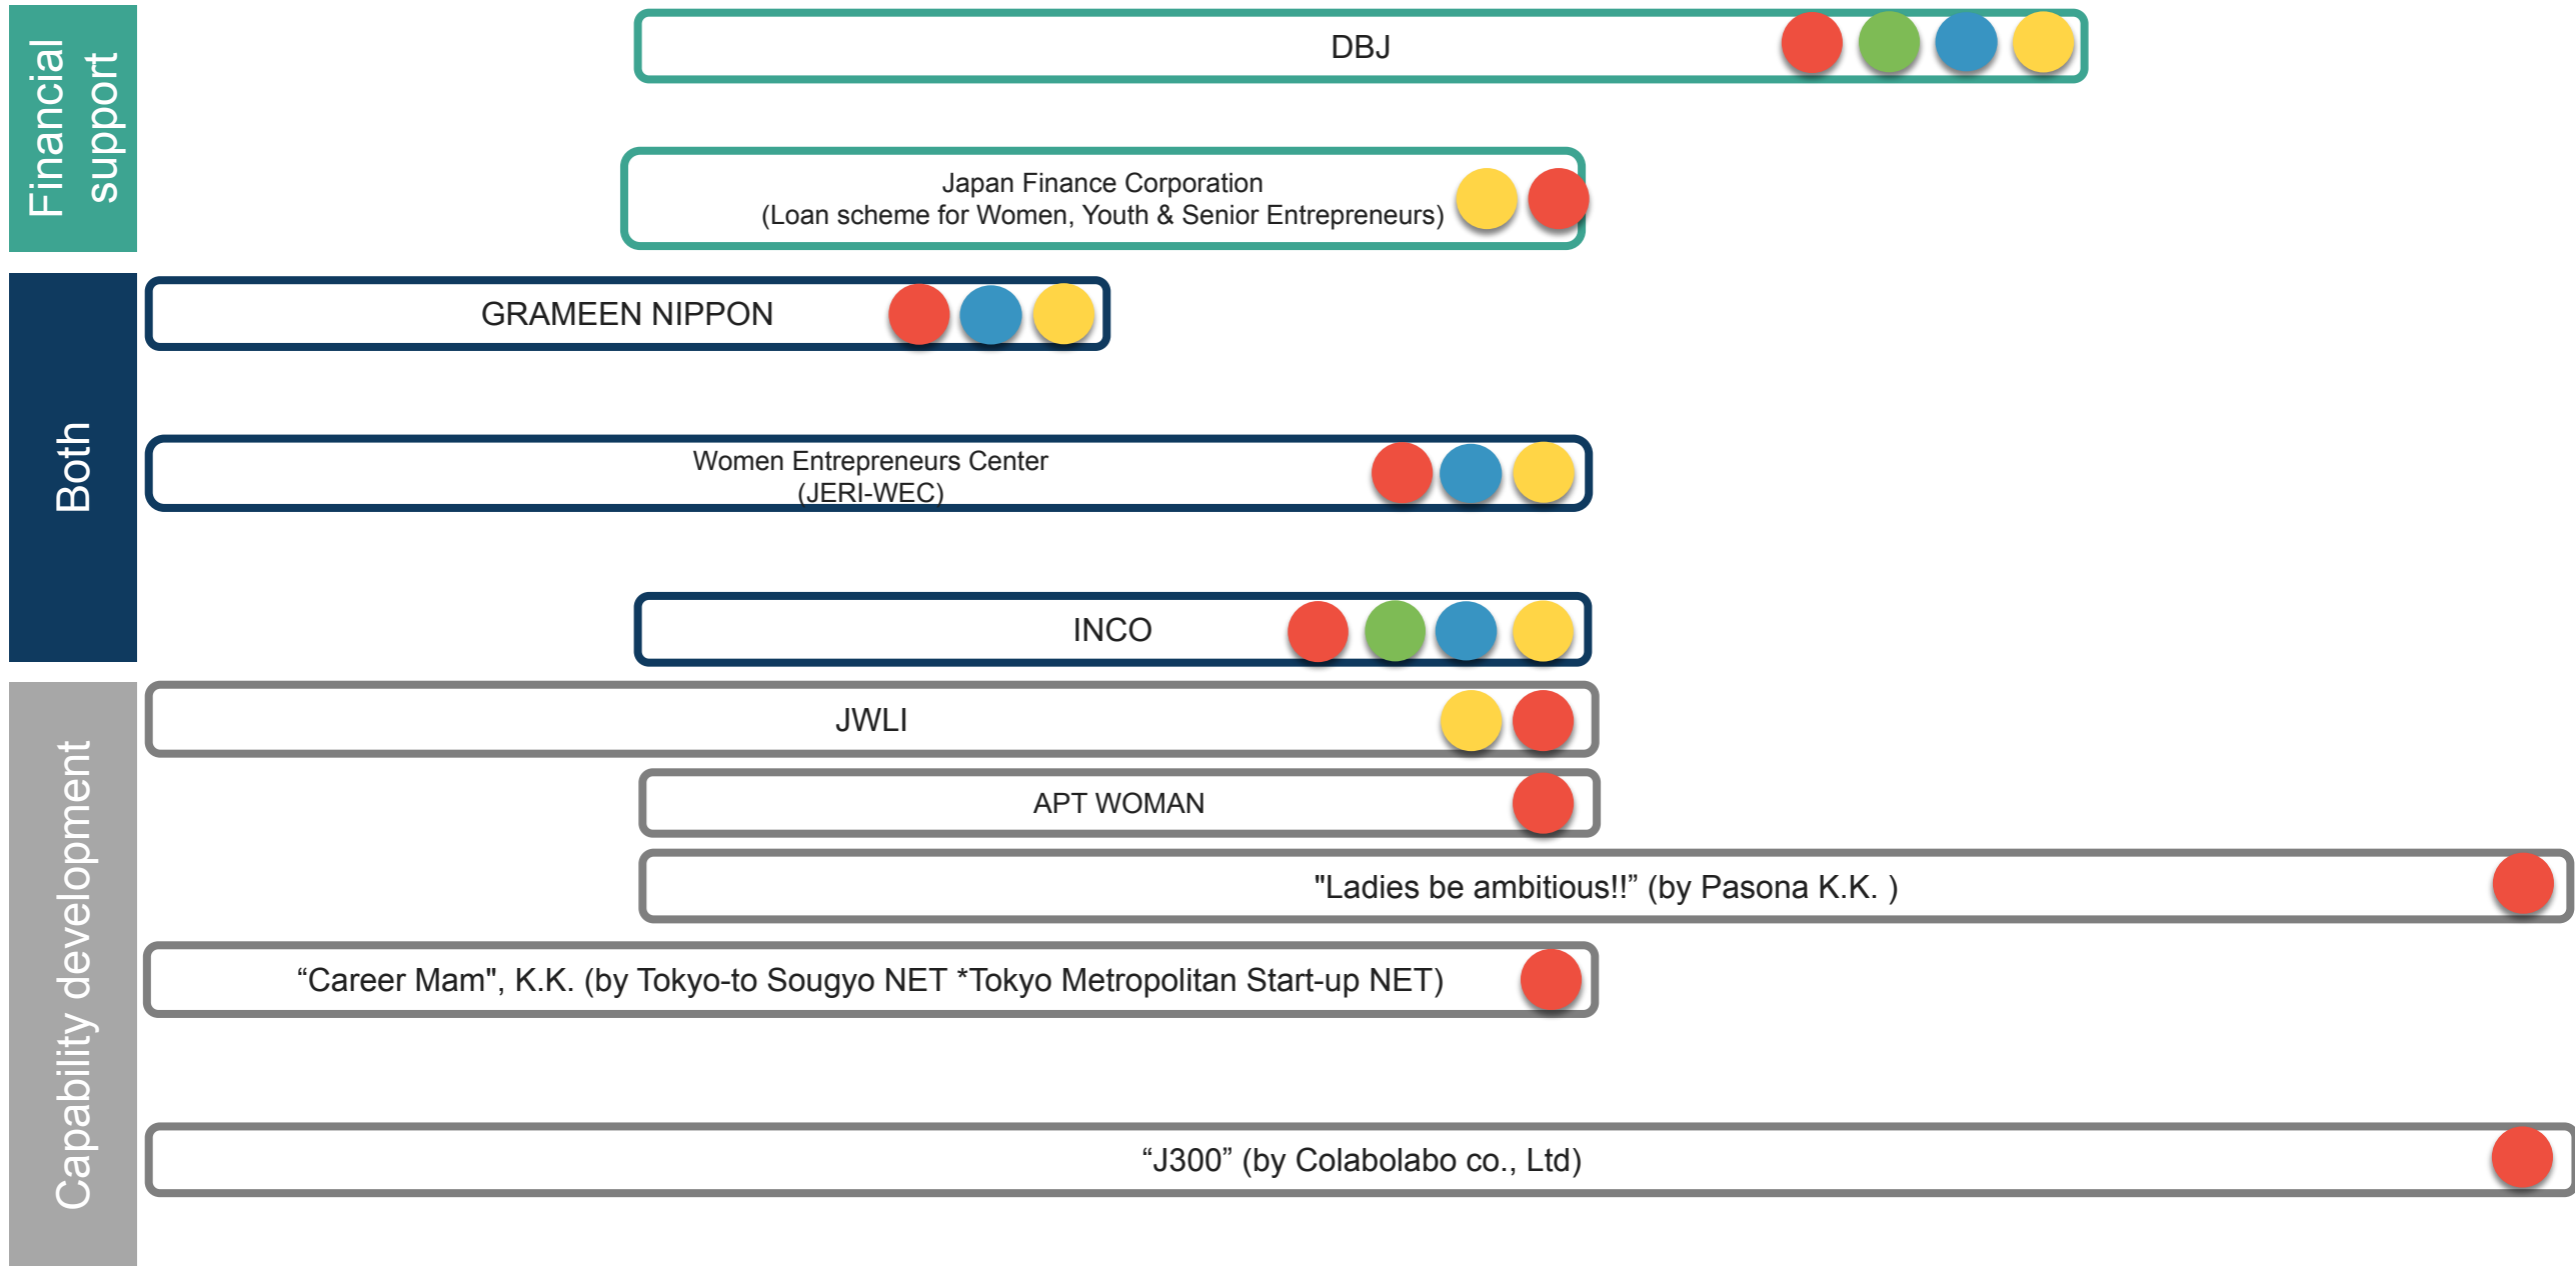 Financial
support
DBJ
Japan Finance Corporation
(Loan scheme for Women, Youth & Senior Entrepreneurs)
Both
GRAMEEN NIPPON
Women Entrepreneurs Center
(JERI-WEC)
INCO
Capability development
JWLI
APT WOMAN
"Ladies be ambitious!!” (by Pasona K.K. )
“Career Mam", K.K. (by Tokyo-to Sougyo NET *Tokyo Metropolitan Start-up NET)
“J300” (by Colabolabo co., Ltd)